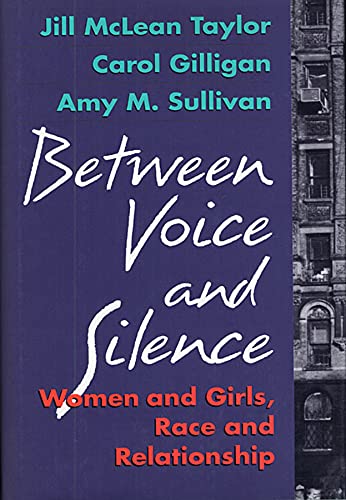 Jill McLean Taylor
Carol Gilligan
Amy M. Sullivan
Between
Voice
and
Silence
Women and Girls,
Race and
Relationship